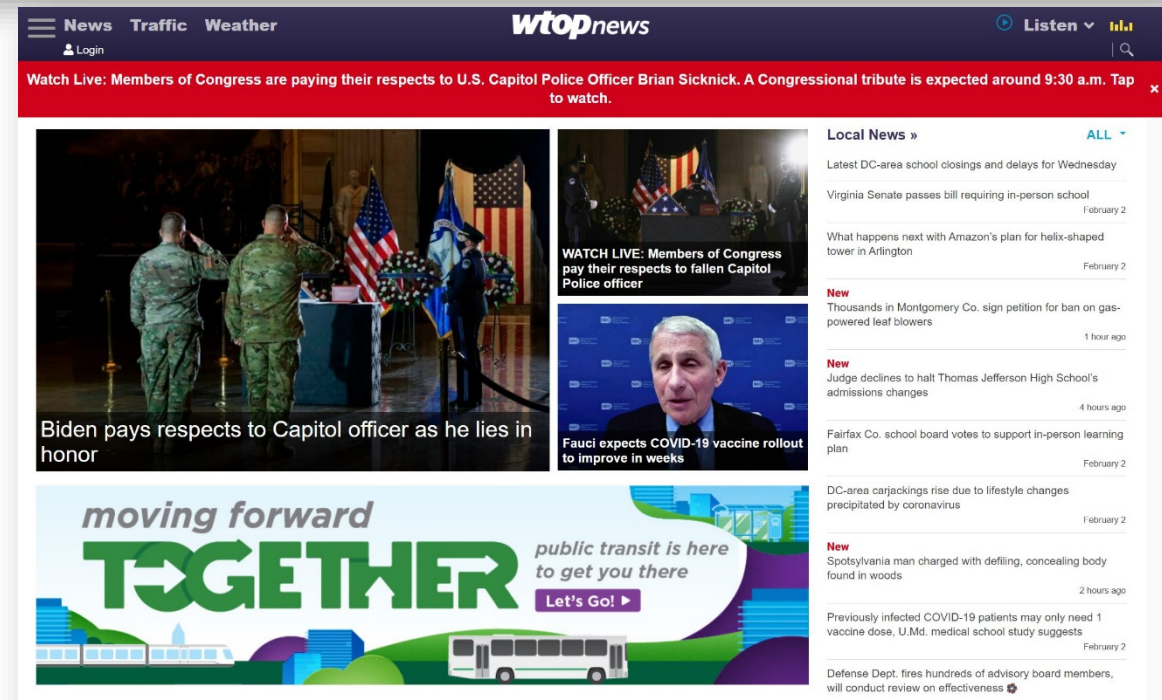 News Traffic Weather
wtopnews
Listen
Login
Watch Live: Members of Congress are paying their respects to U.S. Capitol Police Officer Brian Sicknick. A Congressional tribute is expected around 9:30 a.m. Tap
to watch.
×
Biden pays respects to Capitol officer as he lies in
honor
WATCH LIVE: Members of Congress
pay their respects to fallen Capitol
Police officer
Fauci expects COVID-19 vaccine rollout
to improve in weeks
moving forward
TOGETHER
public transit is here
to get you there
Let's Go!
Local News »
ALL
Latest DC-area school closings and delays for Wednesday
Virginia Senate passes bill requiring in-person school
February 2
What happens next with Amazon's plan for helix-shaped
tower in Arlington
February 2
New
Thousands in Montgomery Co. sign petition for ban on gas-
powered leaf blowers
1 hour ago
New
Judge declines to halt Thomas Jefferson High School's
admissions changes
4 hours ago
Fairfax Co. school board votes to support in-person learning
plan
February 2
DC-area carjackings rise due to lifestyle changes
precipitated by coronavirus
February 2
New
Spotsylvania man charged with defiling, concealing body
found in woods
2 hours ago
Previously infected COVID-19 patients may only need 1
vaccine dose, U.Md. medical school study suggests
February 2
Defense Dept. fires hundreds of advisory board members,
will conduct review on effectiveness